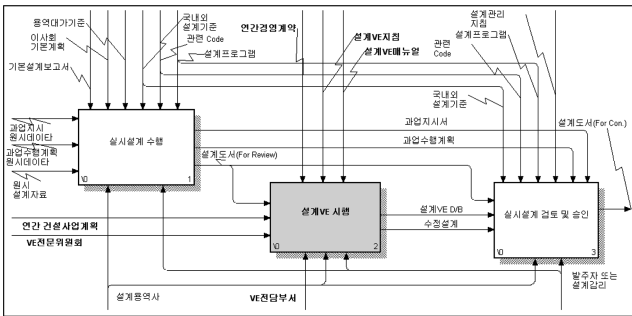 용역대가기준
이사회
기본계획
기본설계보고서
국내외
설계기준
관련 Code
설계프로그램
연간경영계약
설계VE지침
설계VE매뉴얼
관련
Code
설계관리
지침
설계프로그램
국내외
설계기준
설계도서(For Con.)
과업지시
원시데이타
과업수행계획
원시데이타
원시
설계자료
실시설계 수행
\0
1
과업지시서
과업수행계획
설계도서(For Review)
연간 건설사업계획
VE전문위원회
설계VE 시행
\0
2
설계VE D/B
수정설계
실시설계 검토 및 승인
\0
3
설계용역사
VE전담부서
발주자 또는
설계감리